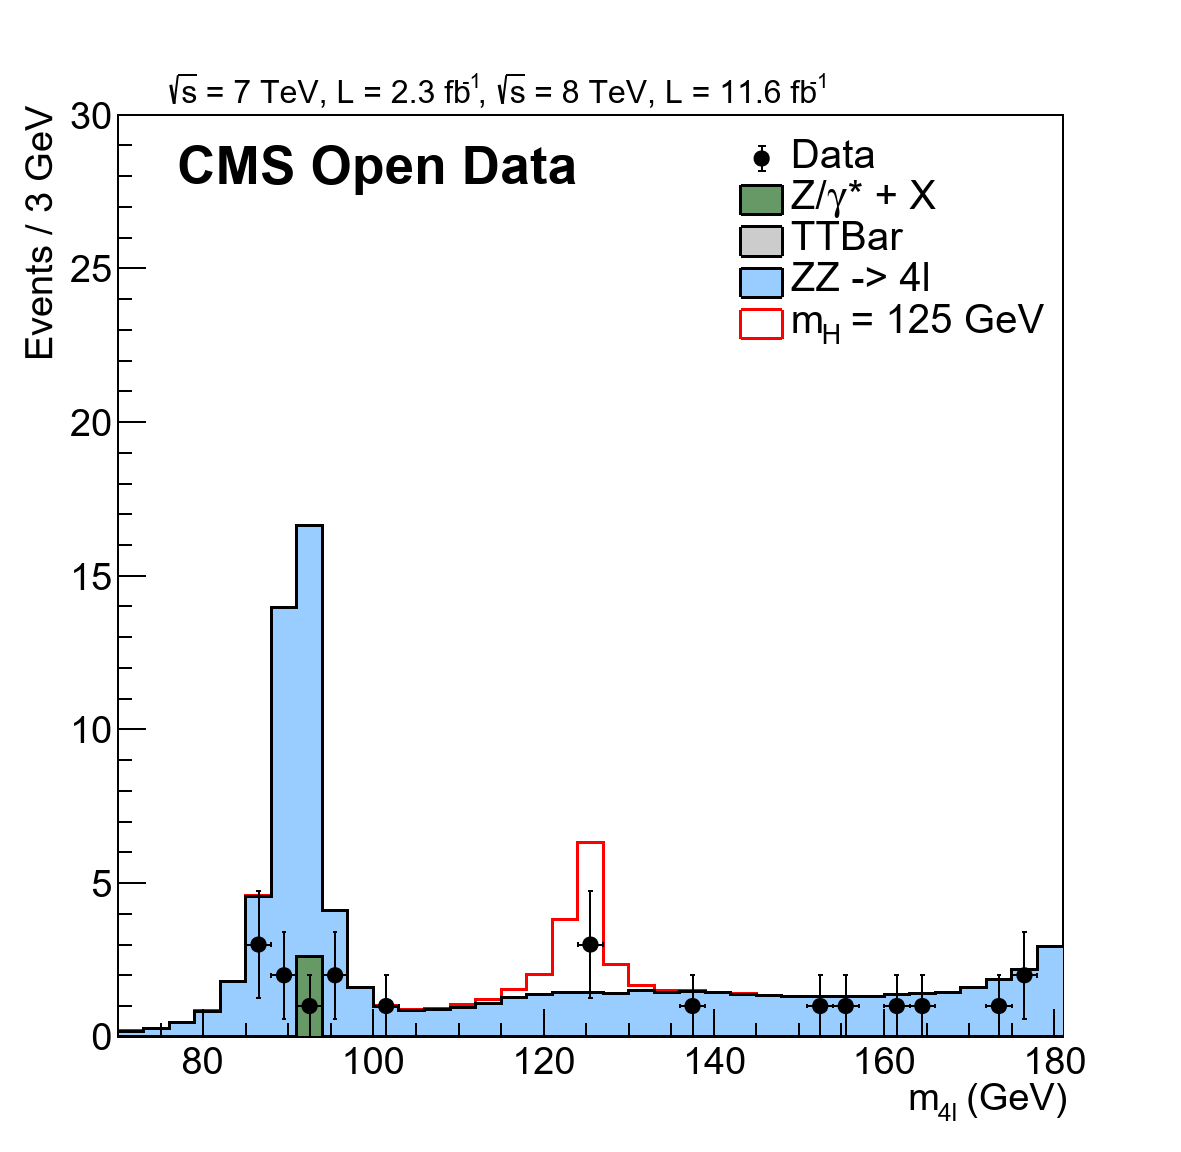 √s = 7 TeV, L = 2.3 fb⁻¹, √s = 8 TeV, L = 11.6 fb⁻¹
CMS Open Data
Data
Z/γ* + X
TTBar
ZZ -> 4l
m_H = 125 GeV
Events / 3 GeV
30
25
20
15
10
5
0
80 100 120 140 160 180
m_4l (GeV)